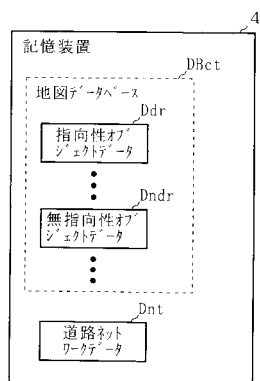 4
記憶装置
DBct
地図データベース
Ddr
指向性オブ
ジェクトデータ
Dndr
無指向性オブ
ジェクトデータ
Dnt
道路ネット
ワークデータ